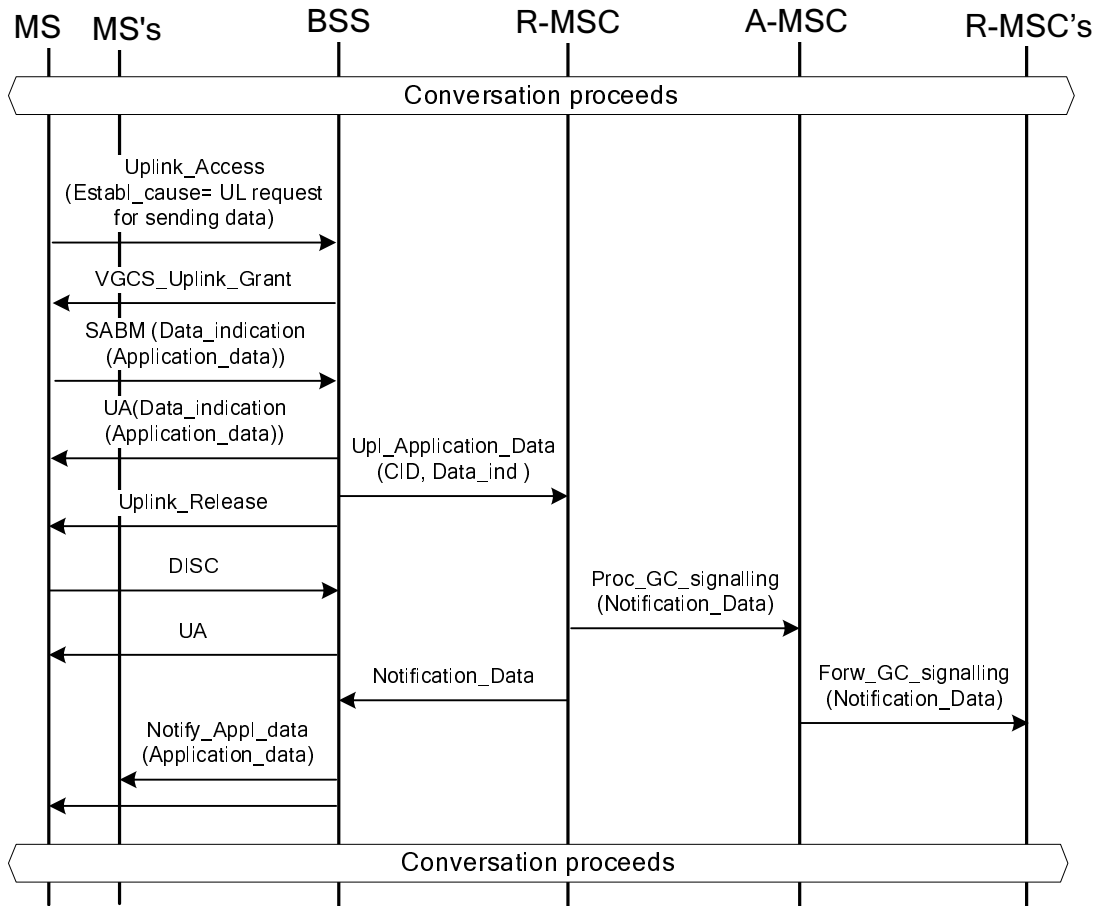 MS MS's BSS R-MSC A-MSC R-MSC’s
Conversation proceeds
Uplink_Access
(Establ_cause= UL request
for sending data)
VGCS_Uplink_Grant
SABM (Data_indication
(Application_data))
UA(Data_indication
(Application_data))
Upl_Application_Data
(CID, Data_ind )
Uplink_Release
DISC
Proc_GC_signalling
(Notification_Data)
UA
Notification_Data
Forw_GC_signalling
(Notification_Data)
Notify_Appl_data
(Application_data)
Conversation proceeds